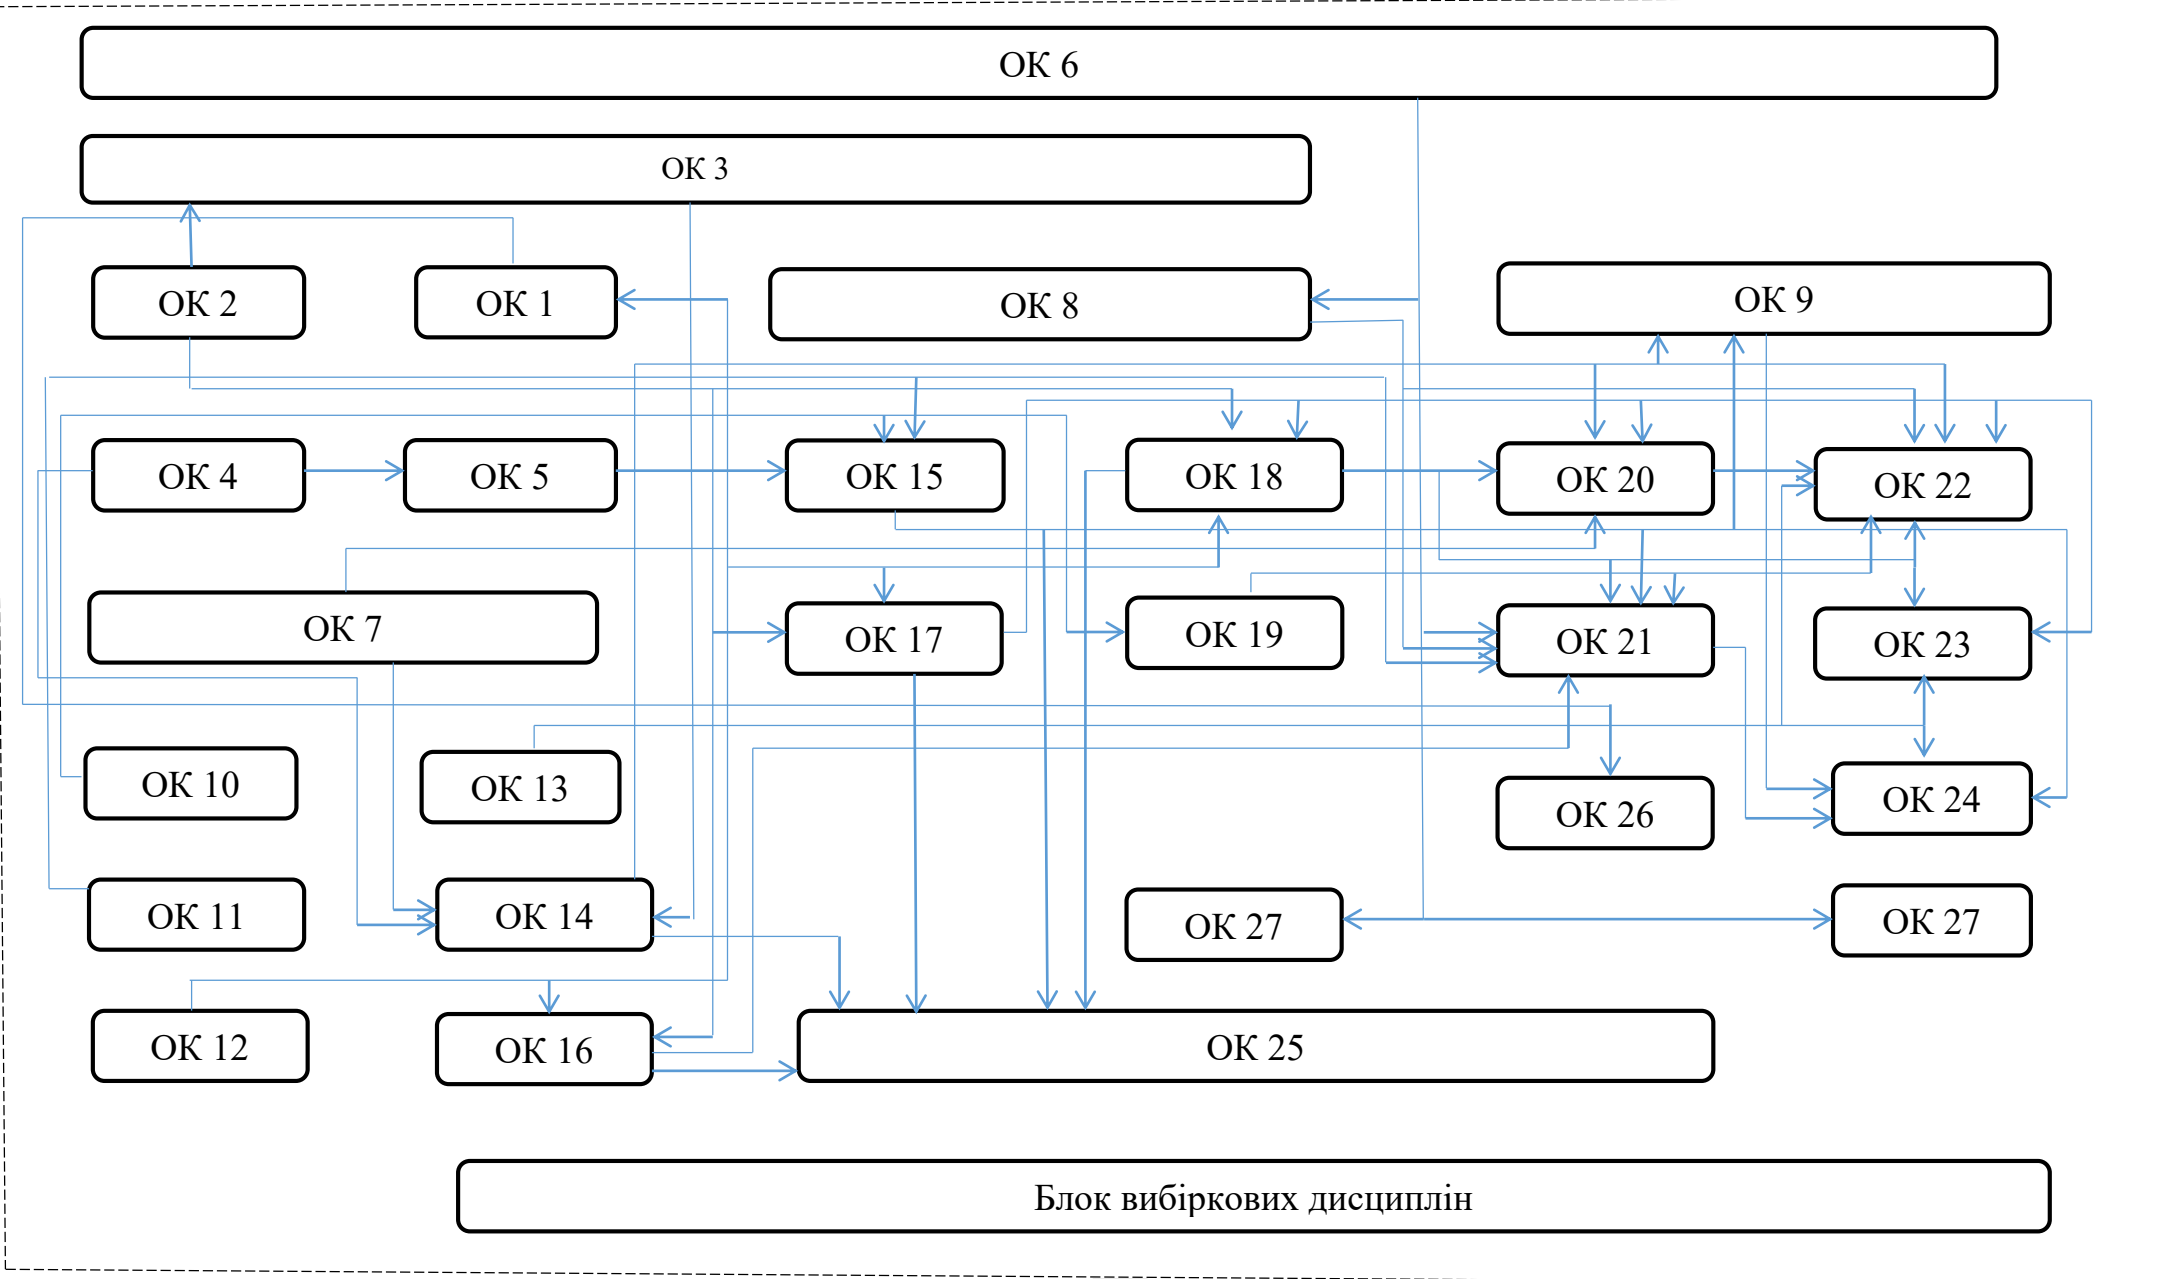 ОК 6
ОК 3
ОК 2
ОК 1
ОК 8
ОК 9
ОК 4
ОК 5
ОК 15
ОК 18
ОК 20
ОК 22
ОК 7
ОК 17
ОК 19
ОК 21
ОК 23
ОК 10
ОК 13
ОК 26
ОК 24
ОК 11
ОК 14
ОК 27
ОК 27
ОК 12
ОК 16
ОК 25
Блок вибіркових дисциплін